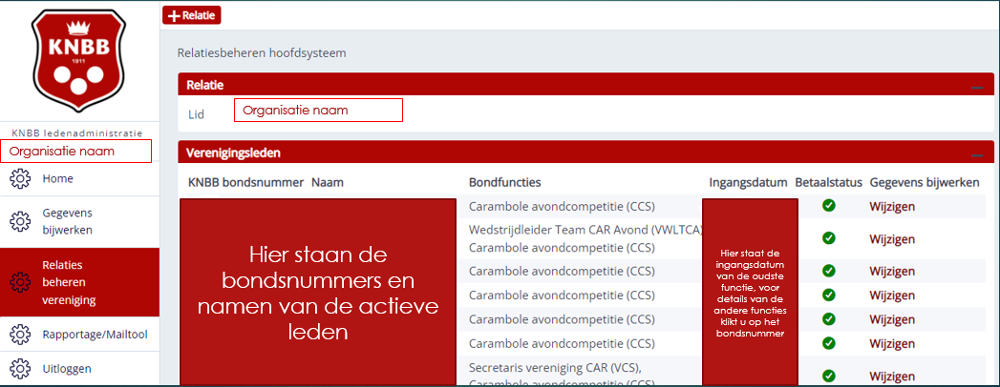 KNBB
1911
KNBB ledenadministratie
Organisatie naam
Home
Gegevens
bijwerken
Relaties
beheren
vereniging
Rapportage/Mailtool
Uitloggen
+ Relatie
Relatiesbeheren hoofdsysteem
Relatie
Lid Organisatie naam
Verenigingsleden
KNBB bondsnummer Naam Bondfuncties Ingangsdatum Betaalstatus Gegevens bijwerken
Hier staan de
bondsnummers en
namen van de actieve
leden
Carambole avondcompetitie (CCS)
Wedstrijdleider Team CAR Avond (VWLTCA)
Carambole avondcompetitie (CCS)
Carambole avondcompetitie (CCS)
Carambole avondcompetitie (CCS)
Carambole avondcompetitie (CCS)
Carambole avondcompetitie (CCS)
Secretaris vereniging CAR (VCS),
Carambole avondcompetitie (CCS)
Hier staat de
ingangsdatum
van de oudste
functie, voor
details van de
andere functies
klikt u op het
bondsnummer
Wijzigen
Wijzigen
Wijzigen
Wijzigen
Wijzigen
Wijzigen
Wijzigen